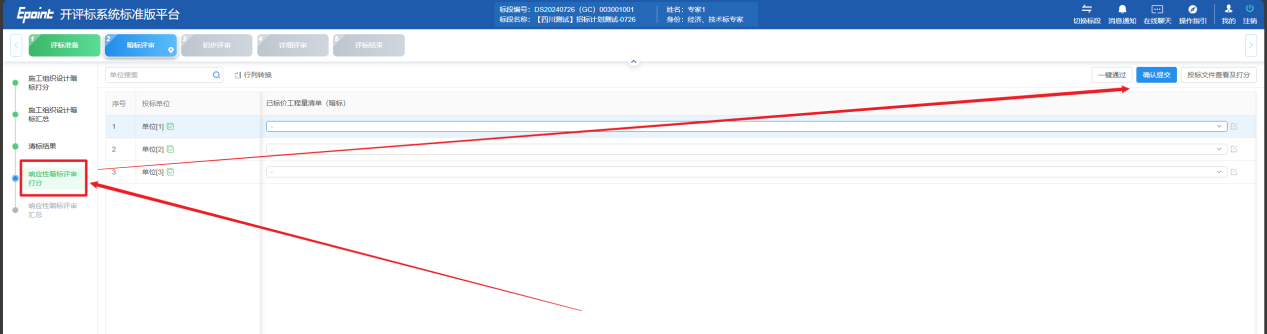 Epoint 开评标系统标准版平台
标段编号：DS20240726（GC）003001001
标段名称：【四川测试】招标计划测试-0726
姓名：专家1
身份：经济、技术标专家
切换标段 消息通知 在线聊天 操作指引 我的 注销
1 评标准备
2 暗标评审
3 初步评审
4 详细评审
5 评标结果
施工组织设计暗
标打分
施工组织设计暗
标汇总
清标结果
响应性暗标评审
打分
响应性暗标评审
汇总
单位搜索
行列转换
一键通过 确认提交 投标文件查看及打分
序号 投标单位 已标价工程量清单（暗标）
1 单位[1] -
2 单位[2] -
3 单位[3] -